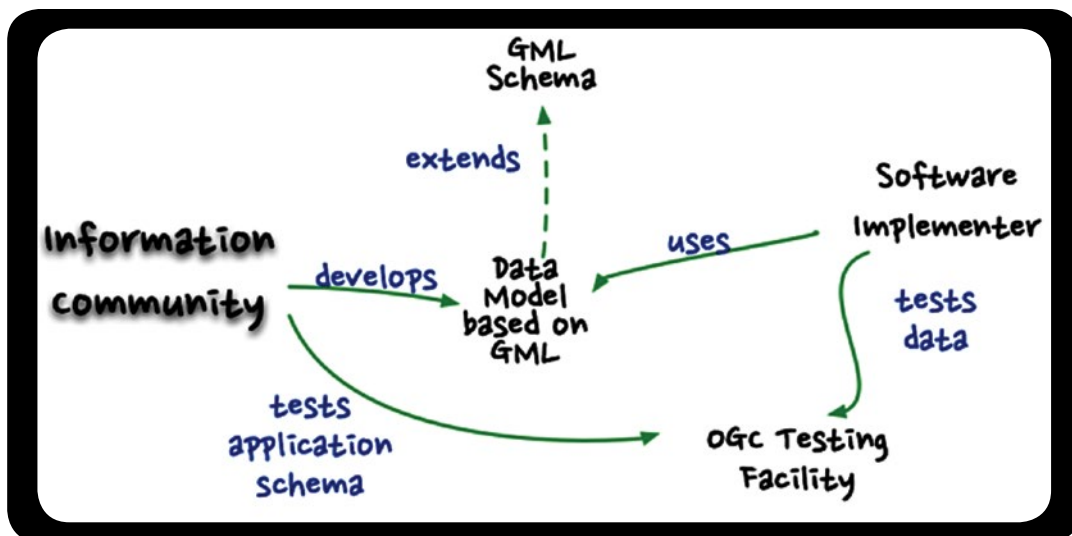 GML
Schema
extends
Software
Implementer
Information
community
uses
develops
Data
Model
based on
GML
tests
data
tests
application
schema
OGC Testing
Facility